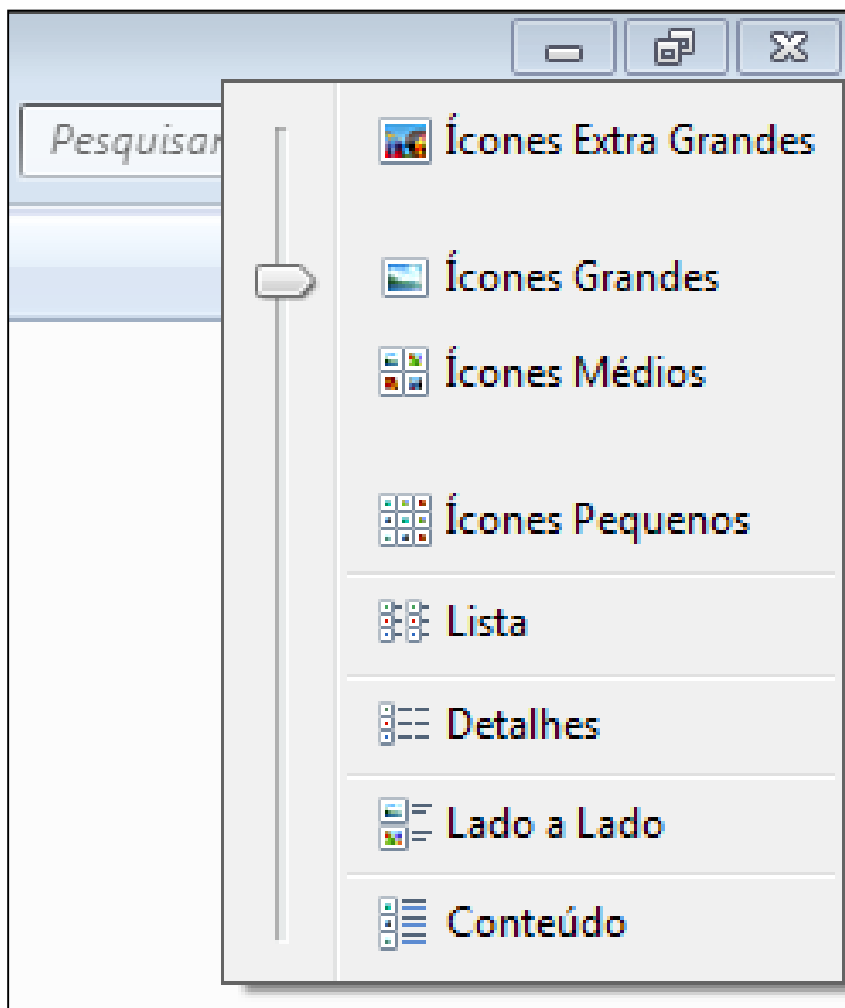 Pesquisar
Ícones Extra Grandes
Ícones Grandes
Ícones Médios
Ícones Pequenos
Lista
Detalhes
Lado a Lado
Conteúdo